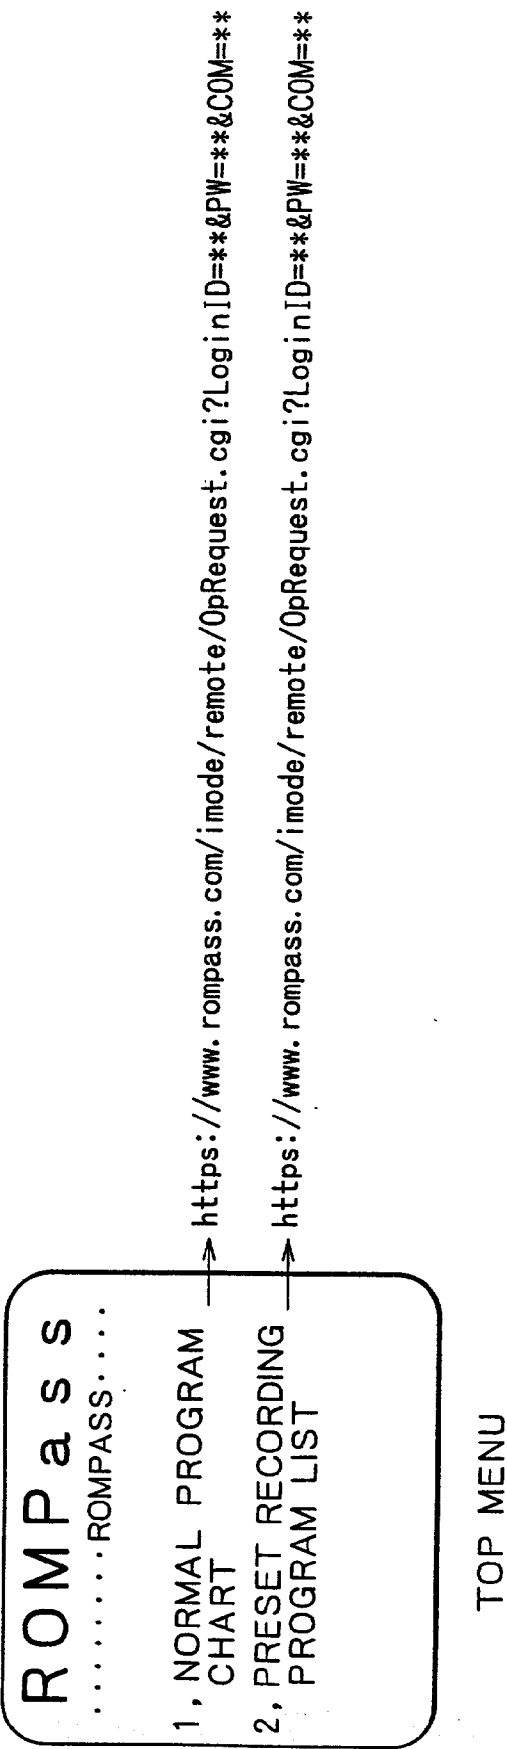 ROMPass
.........ROMPASS....
1, NORMAL PROGRAM
CHART
https://www.rompass.com/imode/remote/OpRequest.cgi?LoginID=**&PW=**&COM=**
2, PRESET RECORDING
PROGRAM LIST
https://www.rompass.com/imode/remote/OpRequest.cgi?LoginID=**&PW=**&COM=**
TOP MENU